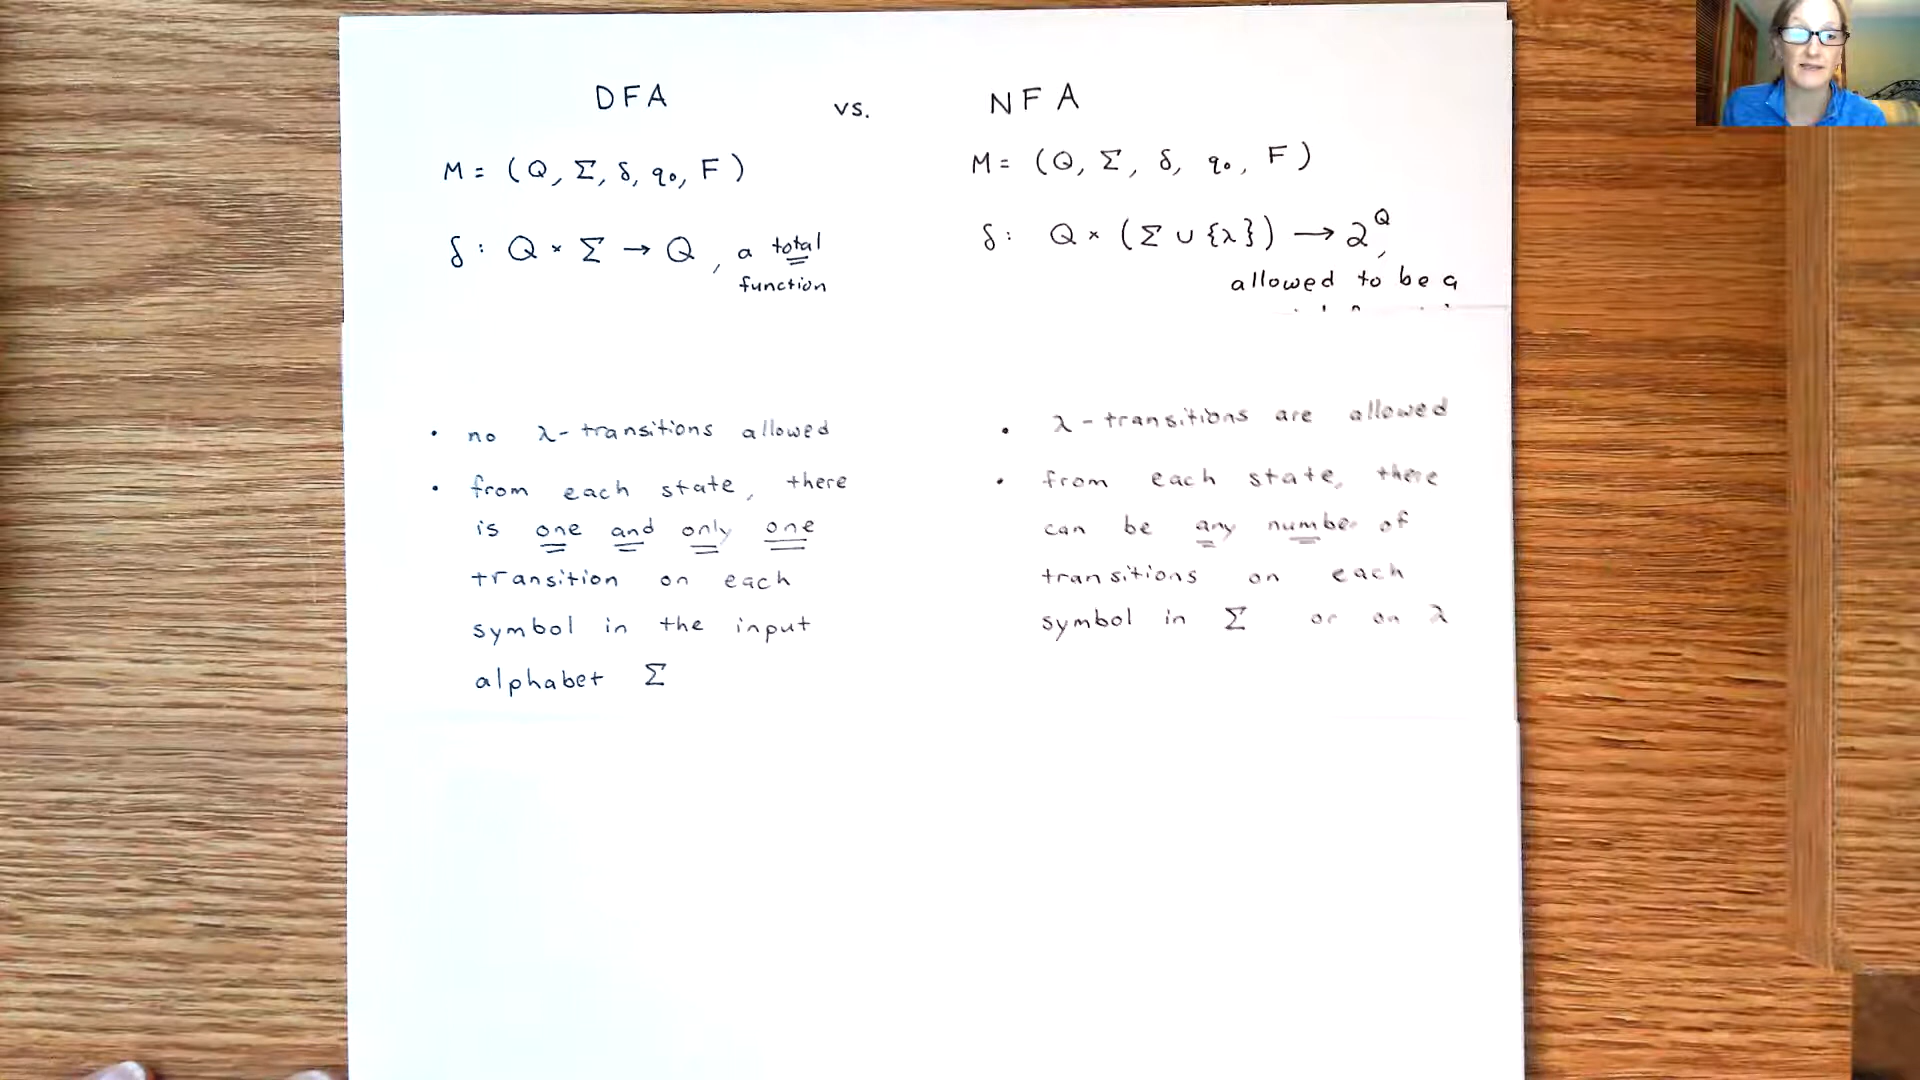 DFA vs. NFA
M = (Q, Σ, δ, q₀, F)
δ : Q × Σ → Q, a total
function
• no λ-transitions allowed
• from each state, there
is one and only one
transition on each
symbol in the input
alphabet Σ
M = (Q, Σ, δ, q₀, F)
δ : Q × (Σ ∪ {λ}) → 2^Q,
allowed to be a
• λ-transitions are allowed
• from each state, there
can be any number of
transitions on each
symbol in Σ or on λ